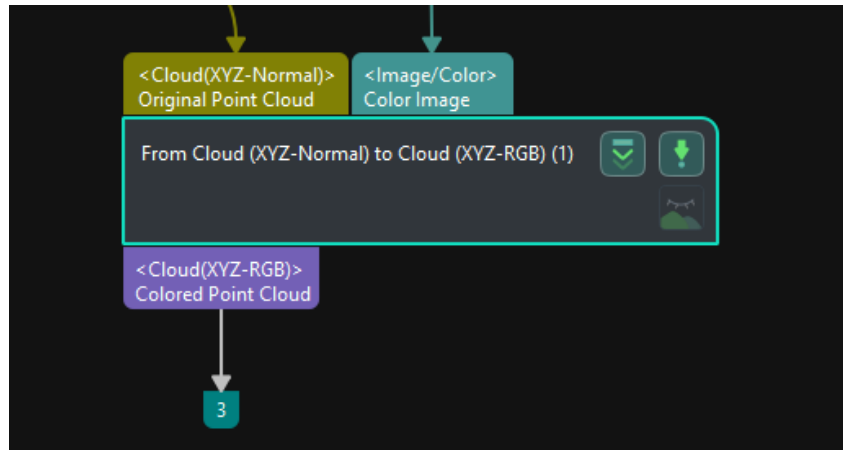 <Cloud(XYZ-Normal)>
Original Point Cloud
<Image/Color>
Color Image
From Cloud (XYZ-Normal) to Cloud (XYZ-RGB) (1)
<Cloud(XYZ-RGB)>
Colored Point Cloud
3